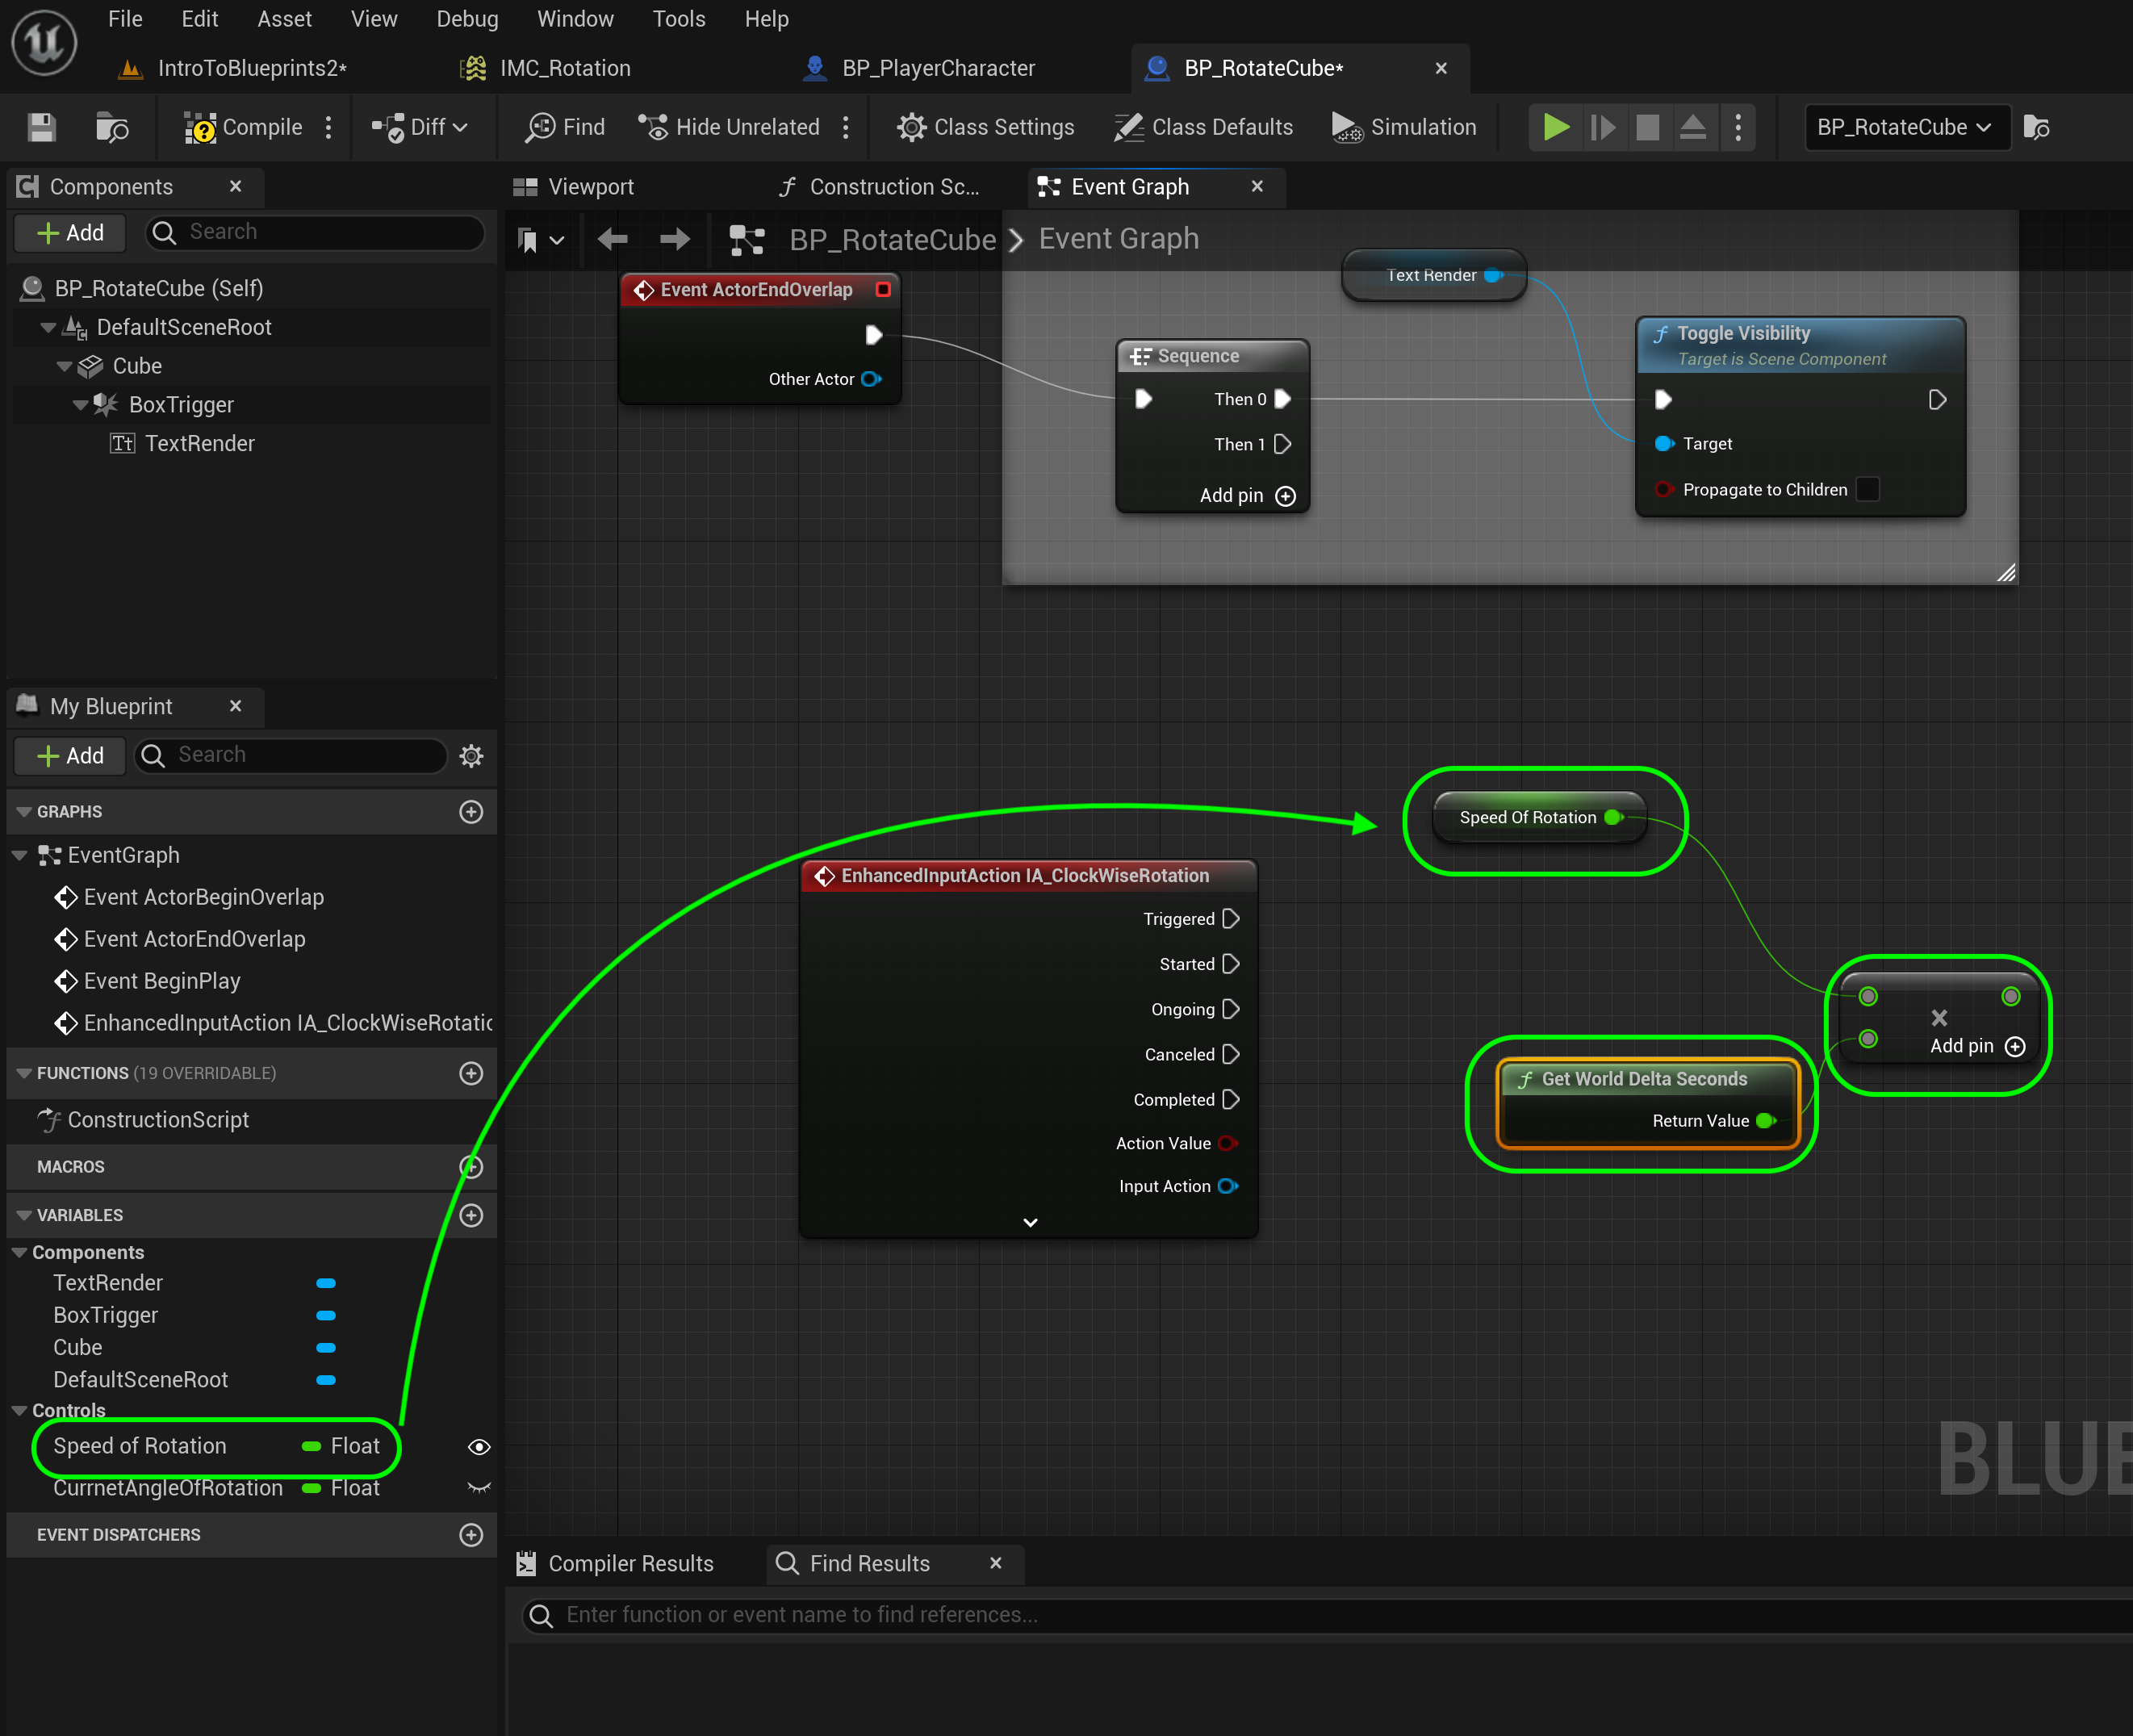 File Edit Asset View Debug Window Tools Help
IntroToBlueprints2* IMC_Rotation BP_PlayerCharacter BP_RotateCube*
Compile Diff Find Hide Unrelated Class Settings Class Defaults Simulation BP_RotateCube
Components
Add Search
BP_RotateCube (Self)
DefaultSceneRoot
Cube
BoxTrigger
TextRender
My Blueprint
Add Search
GRAPHS
EventGraph
Event ActorBeginOverlap
Event ActorEndOverlap
Event BeginPlay
EnhancedInputAction IA_ClockWiseRotatic
FUNCTIONS (19 OVERRIDABLE)
ConstructionScript
MACROS
VARIABLES
Components
TextRender
BoxTrigger
Cube
DefaultSceneRoot
Controls
Speed of Rotation Float
CurrnetAngleOfRotation Float
EVENT DISPATCHERS
Viewport Construction Sc... Event Graph
BP_RotateCube > Event Graph
Event ActorEndOverlap
Other Actor
Sequence
Then 0
Then 1
Add pin
Text Render
Toggle Visibility
Target is Scene Component
Target
Propagate to Children
EnhancedInputAction IA_ClockWiseRotation
Triggered
Started
Ongoing
Canceled
Completed
Action Value
Input Action
Speed Of Rotation
Get World Delta Seconds
Return Value
Add pin
BLUE
Compiler Results Find Results
Enter function or event name to find references...